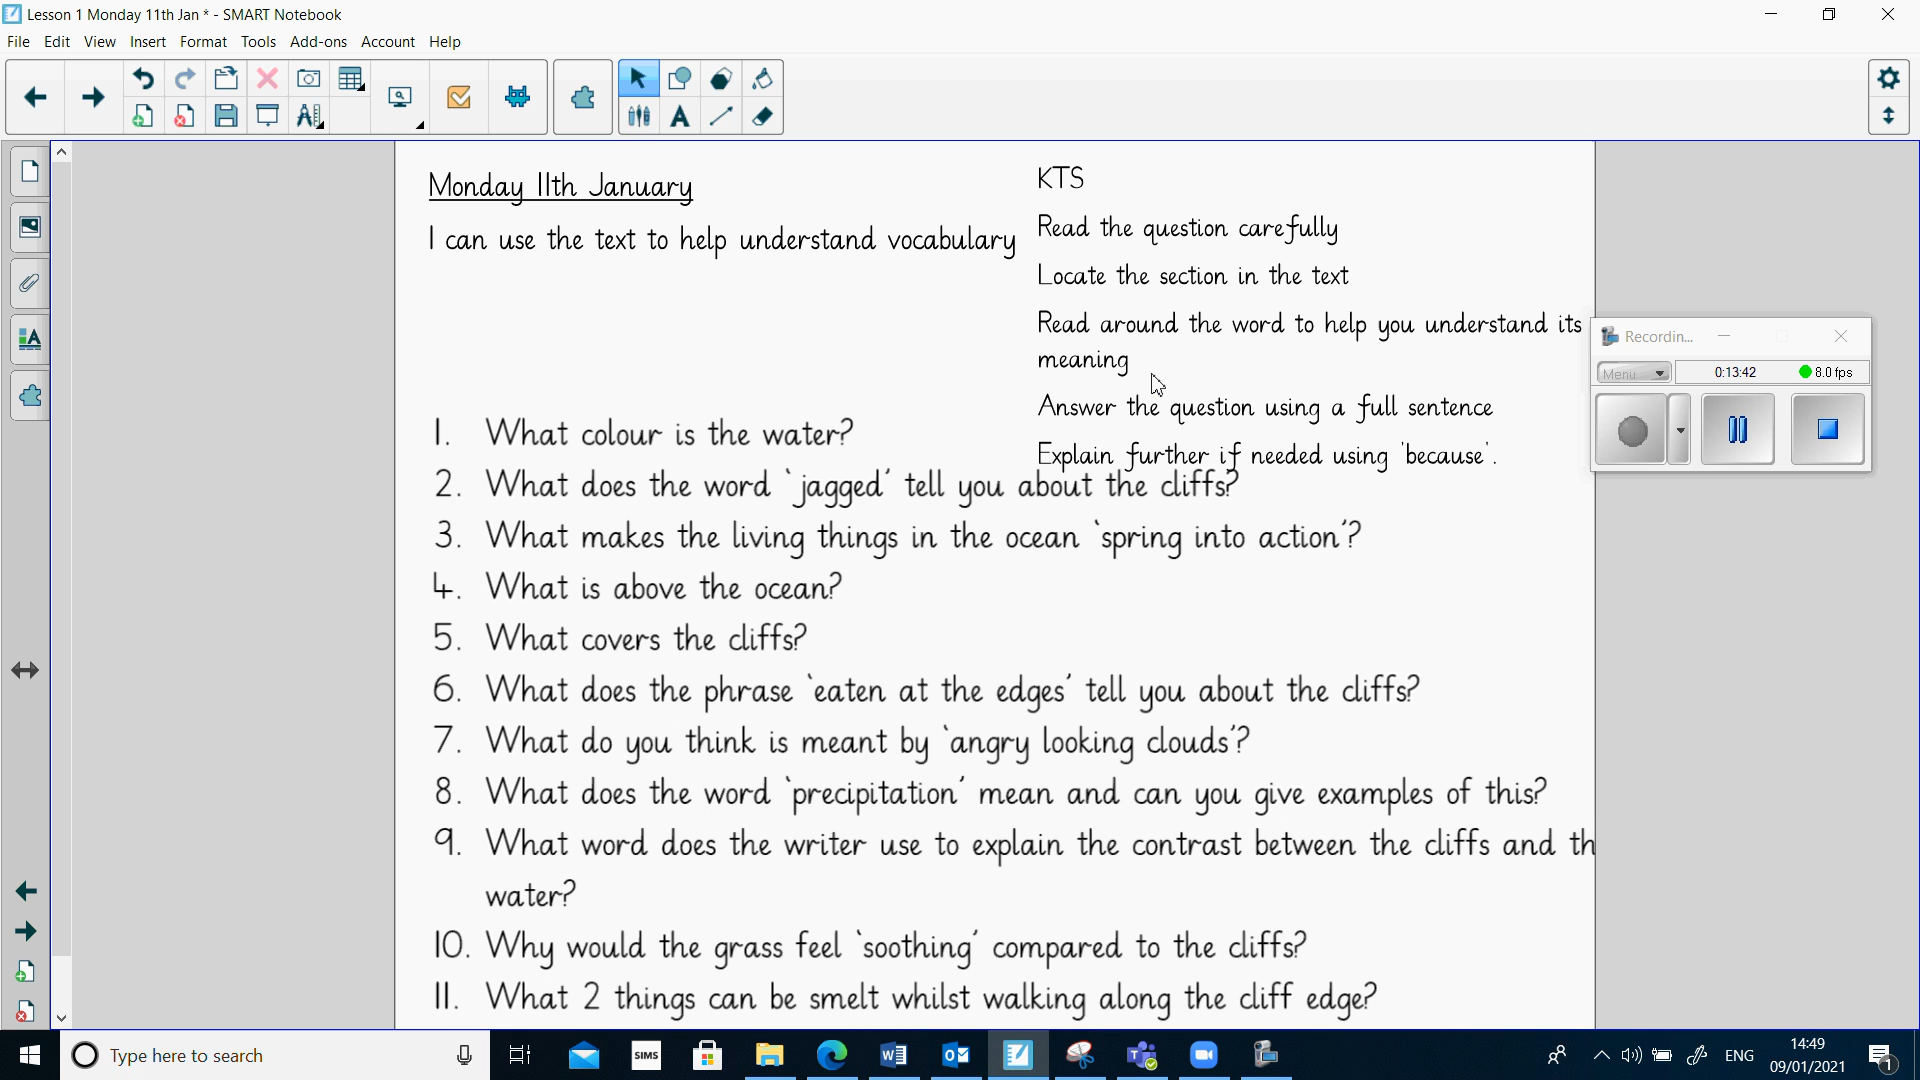 Lesson 1 Monday 11th Jan * - SMART Notebook
File Edit View Insert Format Tools Add-ons Account Help
Monday 11th January
I can use the text to help understand vocabulary
KTS
Read the question carefully
Locate the section in the text
Read around the word to help you understand its
meaning
Answer the question using a full sentence
Explain further if needed using 'because'.
Recordin...
Menu
0:13:42
8.0 fps
1. What colour is the water?
2. What does the word 'jagged' tell you about the cliffs?
3. What makes the living things in the ocean 'spring into action'?
4. What is above the ocean?
5. What covers the cliffs?
6. What does the phrase 'eaten at the edges' tell you about the cliffs?
7. What do you think is meant by 'angry looking clouds'?
8. What does the word 'precipitation' mean and can you give examples of this?
9. What word does the writer use to explain the contrast between the cliffs and th
water?
10. Why would the grass feel 'soothing' compared to the cliffs?
11. What 2 things can be smelt whilst walking along the cliff edge?
Type here to search
SIMS
ENG
14:49
09/01/2021
1